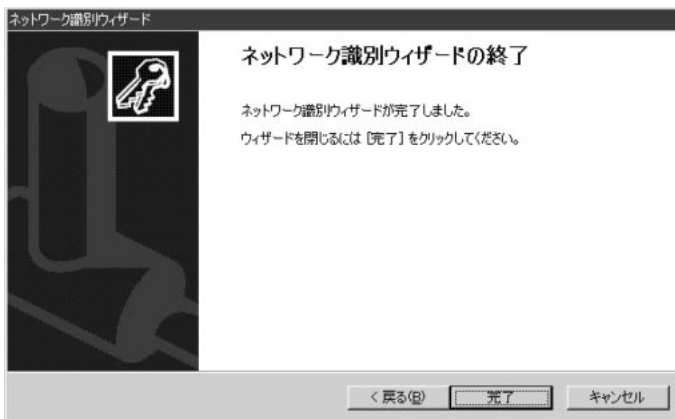 ネットワーク識別ウィザード
ネットワーク識別ウィザードの終了
ネットワーク識別ウィザードが完了しました。
ウィザードを閉じるには [完了] をクリックしてください。
< 戻る(B) 完了 キャンセル